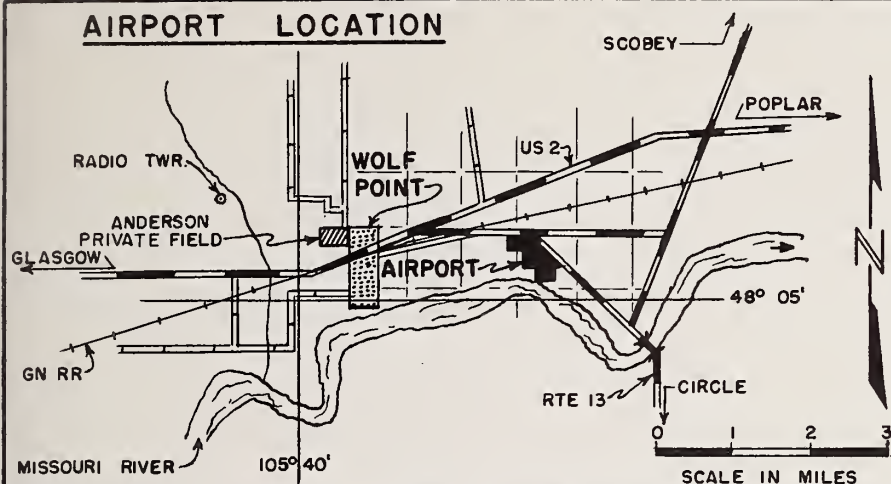 AIRPORT LOCATION
SCOBEY
POPLAR
US 2
RADIO TWR.
WOLF
POINT
ANDERSON
PRIVATE FIELD
GLASGOW
AIRPORT
N
48° 05'
GN RR
RTE 13
CIRCLE
MISSOURI RIVER
105° 40'
0 1 2 3
SCALE IN MILES